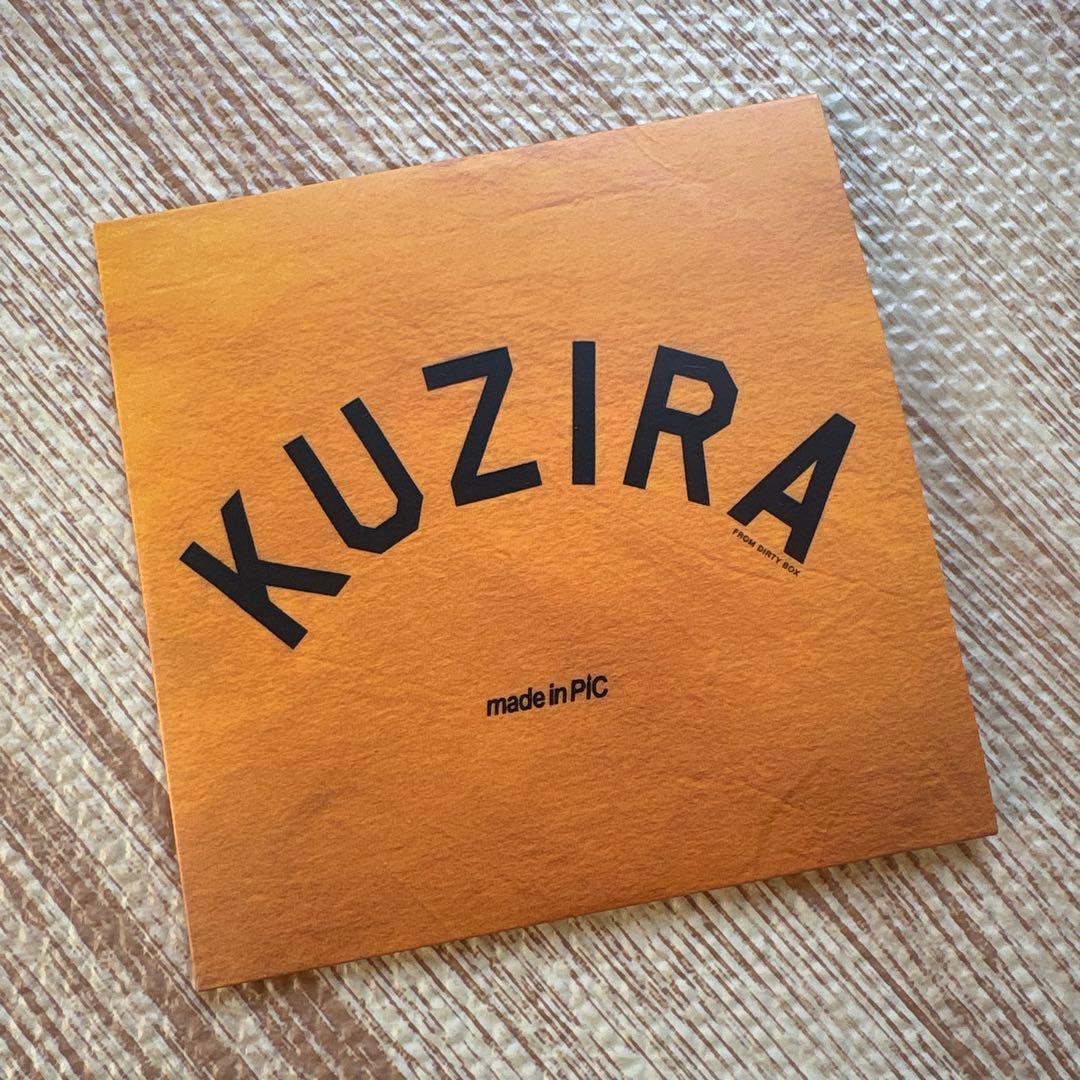 KUZIRA
FROM DIRTY BOX
made in PIC